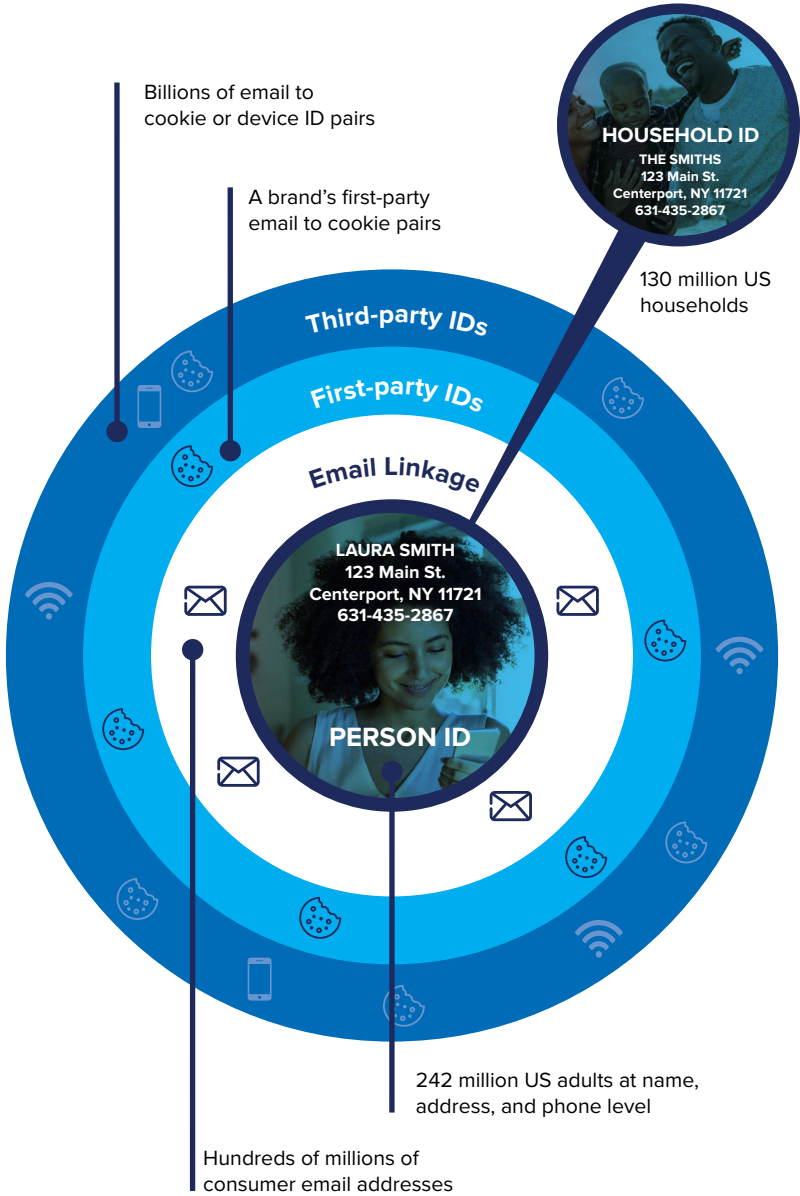 Billions of email to
cookie or device ID pairs
A brand’s first-party
email to cookie pairs
HOUSEHOLD ID
THE SMITHS
123 Main St.
Centerport, NY 11721
631-435-2867
130 million US
households
Third-party IDs
First-party IDs
Email Linkage
LAURA SMITH
123 Main St.
Centerport, NY 11721
631-435-2867
PERSON ID
242 million US adults at name,
address, and phone level
Hundreds of millions of
consumer email addresses